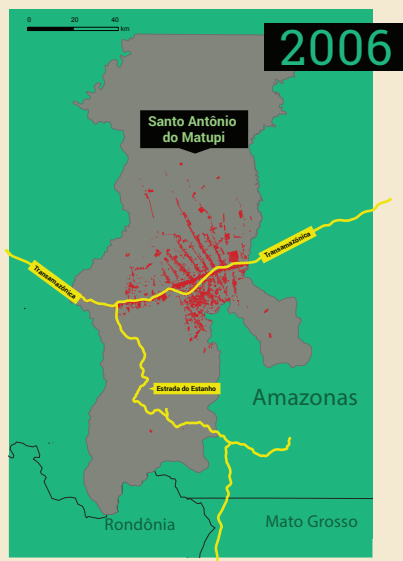 0 20 40
km
2006
Santo Antônio
do Matupi
Transamazônica
Transamazônica
Estrada do Estanho
Amazonas
Rondônia
Mato Grosso